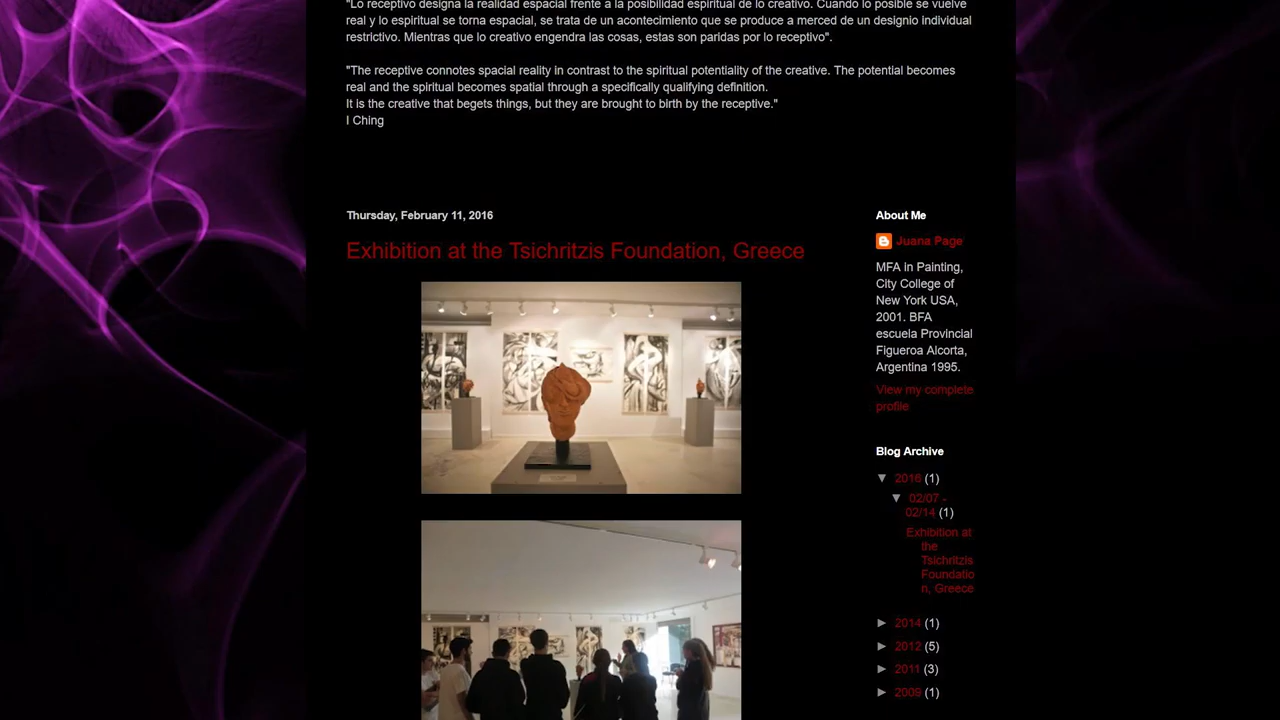 "Lo receptivo designa la realidad espacial frente a la posibilidad espiritual de lo creativo. Cuando lo posible se vuelve
real y lo espiritual se torna espacial, se trata de un acontecimiento que se produce a merced de un designio individual
restrictivo. Mientras que lo creativo engendra las cosas, estas son paridas por lo receptivo".
"The receptive connotes spacial reality in contrast to the spiritual potentiality of the creative. The potential becomes
real and the spiritual becomes spatial through a specifically qualifying definition.
It is the creative that begets things, but they are brought to birth by the receptive."
I Ching
Thursday, February 11, 2016
Exhibition at the Tsichritzis Foundation, Greece
About Me
Juana Page
MFA in Painting,
City College of
New York USA,
2001. BFA
escuela Provincial
Figueroa Alcorta,
Argentina 1995.
View my complete
profile
Blog Archive
▼ 2016 (1)
▼ 02/07 -
02/14 (1)
Exhibition at
the
Tsichritzis
Foundatio
n, Greece
► 2014 (1)
► 2012 (5)
► 2011 (3)
► 2009 (1)